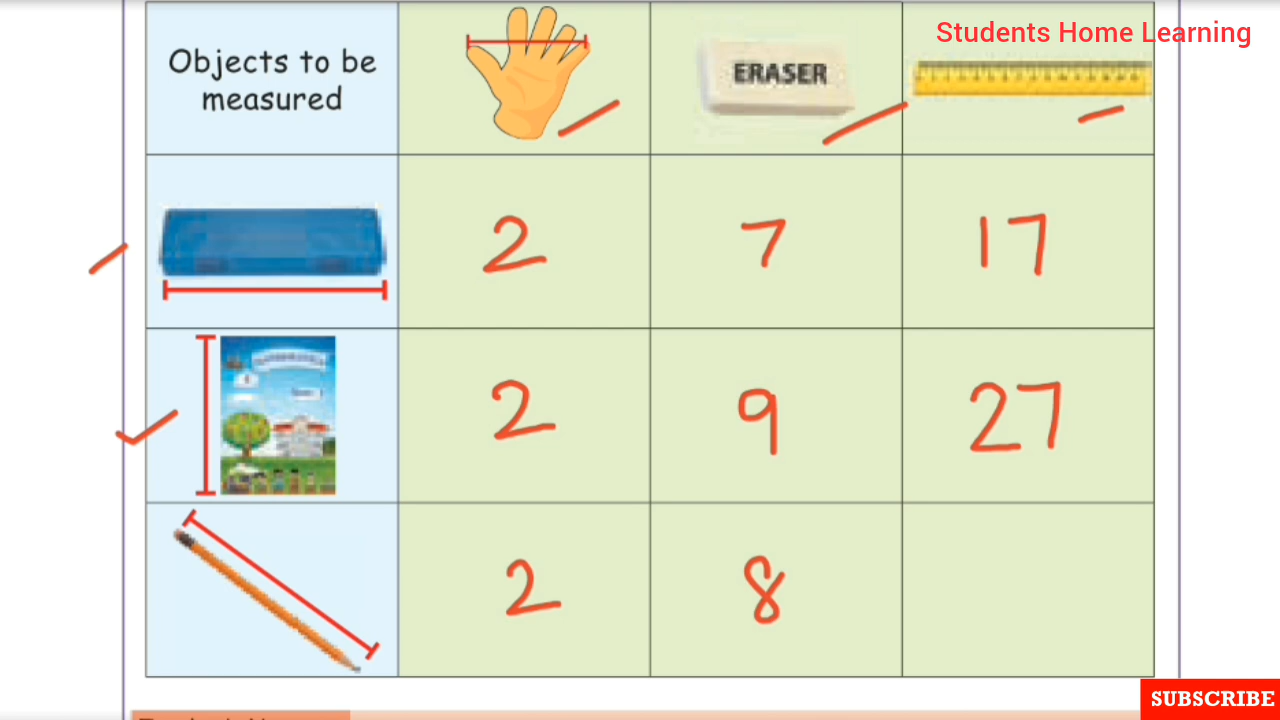 Students Home Learning
Objects to be
measured
ERASER
2 7 17
2 9 27
2 8
SUBSCRIBE